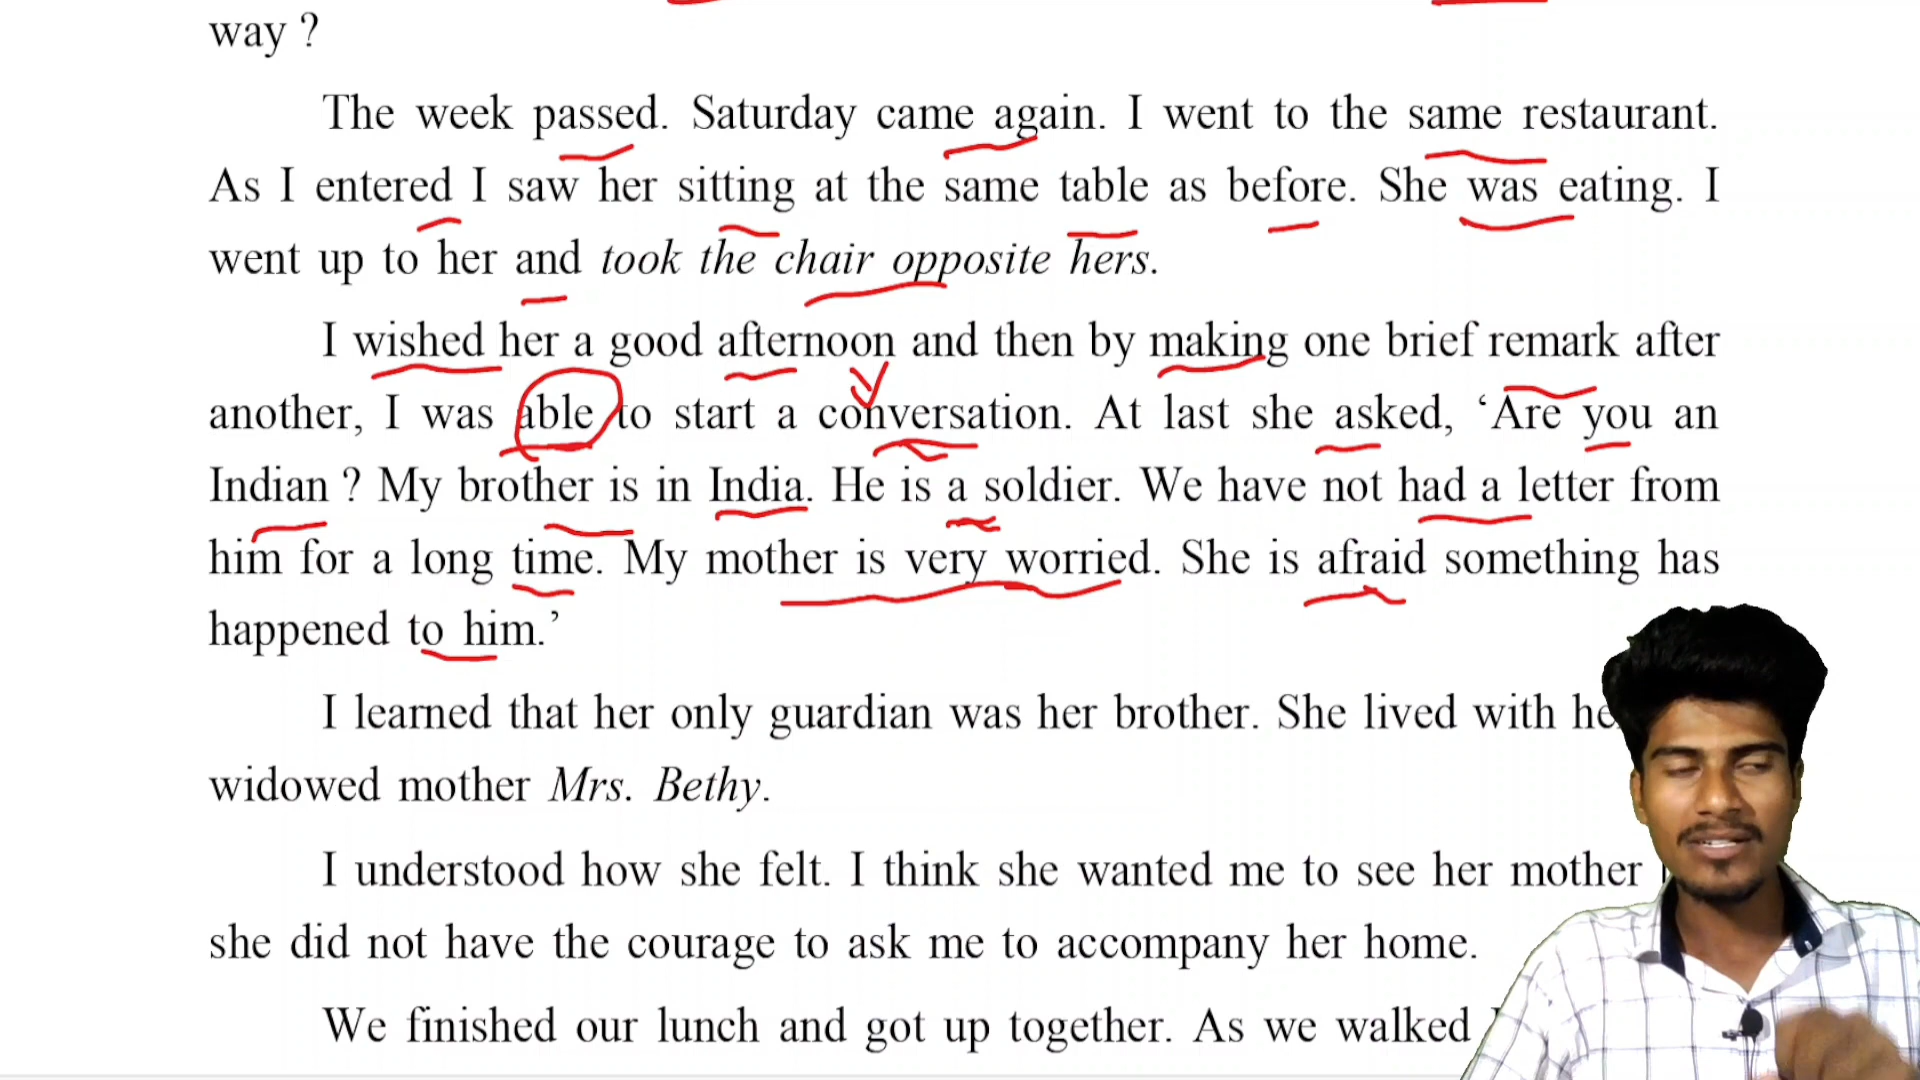 way ?
The week passed. Saturday came again. I went to the same restaurant.
As I entered I saw her sitting at the same table as before. She was eating. I
went up to her and took the chair opposite hers.
I wished her a good afternoon and then by making one brief remark after
another, I was able to start a conversation. At last she asked, ‘Are you an
Indian ? My brother is in India. He is a soldier. We have not had a letter from
him for a long time. My mother is very worried. She is afraid something has
happened to him.’
I learned that her only guardian was her brother. She lived with
widowed mother Mrs. Bethy.
I understood how she felt. I think she wanted me to see her mother
she did not have the courage to ask me to accompany her home.
We finished our lunch and got up together. As we walked